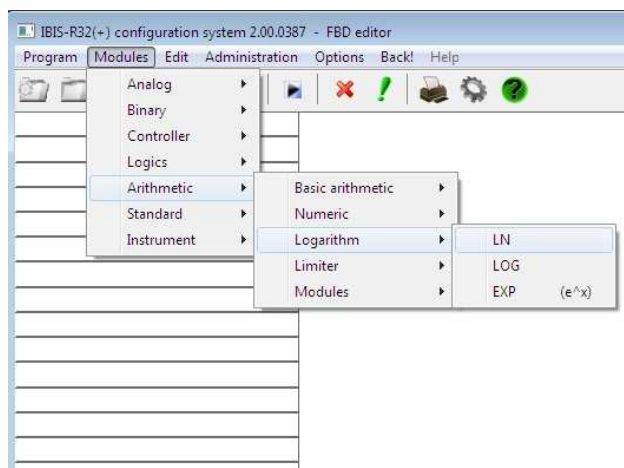 IBIS-R32(+) configuration system 2.00.0387 - FBD editor
Program Modules Edit Administration Options Back! Help
Analog
Binary
Controller
Logics
Arithmetic
Standard
Instrument
Basic arithmetic
Numeric
Logarithm
Limiter
Modules
LN
LOG
EXP (e^x)